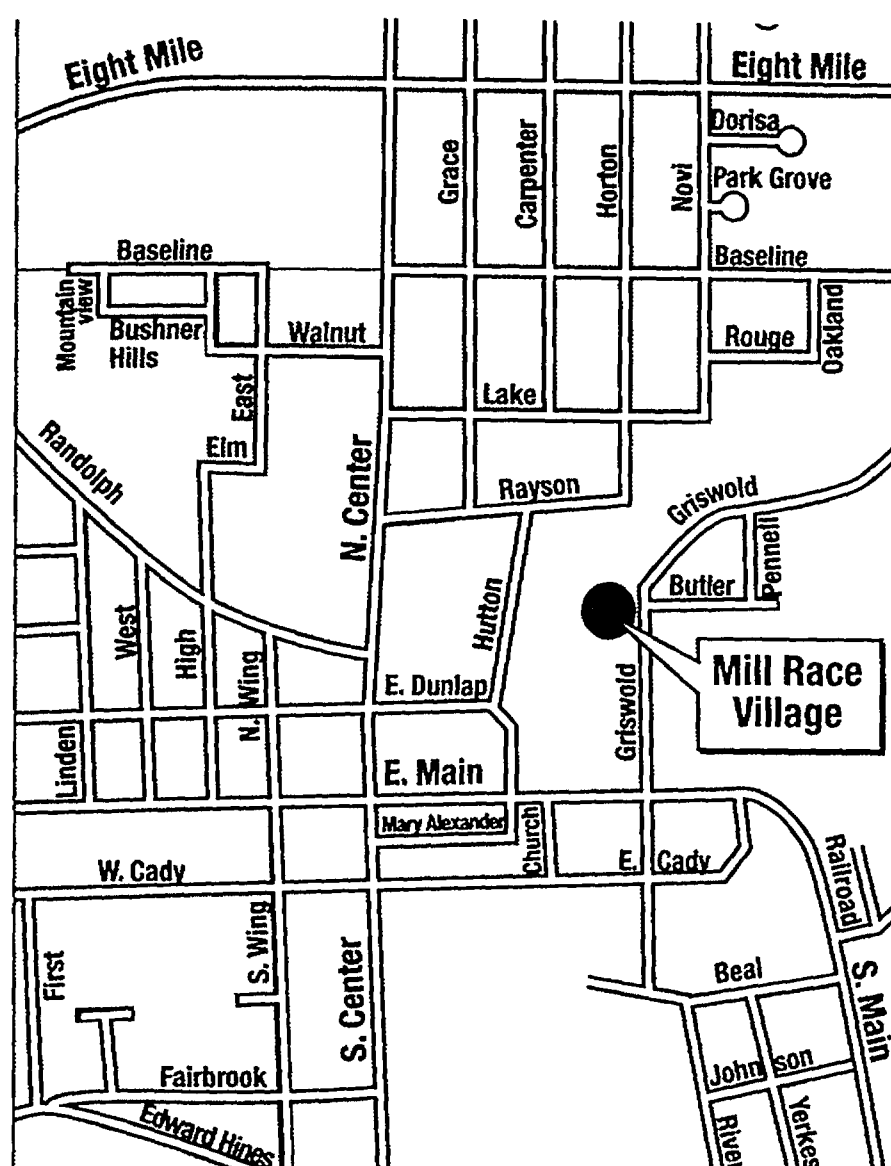 Eight Mile
Eight Mile
Dorisa
Grace
Carpenter
Horton
Novi
Park Grove
Baseline
Baseline
Mountain
view
Bushner
Hills
Walnut
Rouge
Oakland
East
Lake
Elm
Randolph
N. Center
Rayson
Griswold
Pennell
Butler
Hutton
West
High
N. Wing
E. Dunlap
Griswold
Mill Race
Village
Linden
E. Main
Mary Alexander
Church
W. Cady
E. Cady
Railroad
First
S. Wing
S. Center
Beal
S. Main
Johnson
Fairbrook
Edward Hines
River
Yerkes